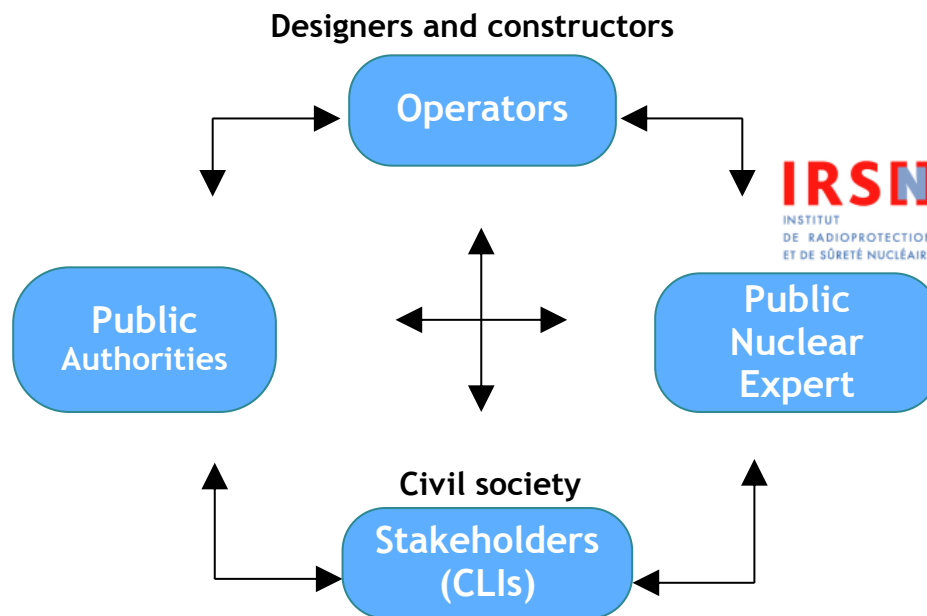 Designers and constructors
Operators
IRSN
INSTITUT
DE RADIOPROTECTION
ET DE SÛRETÉ NUCLÉAIR
Public
Authorities
Public
Nuclear
Expert
Civil society
Stakeholders
(CLIs)